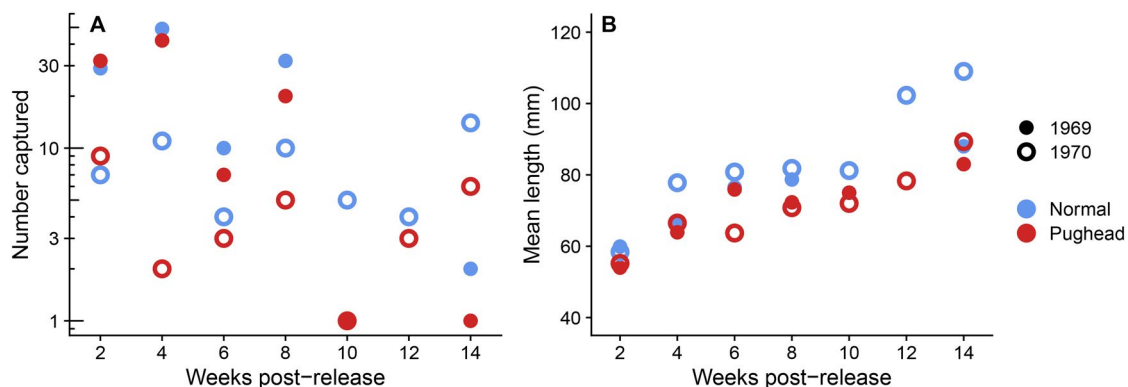 A
Number captured
30
10
3
1
2 4 6 8 10 12 14
Weeks post−release
B
Mean length (mm)
120
100
80
60
40
2 4 6 8 10 12 14
Weeks post−release
1969
1970
Normal
Pughead